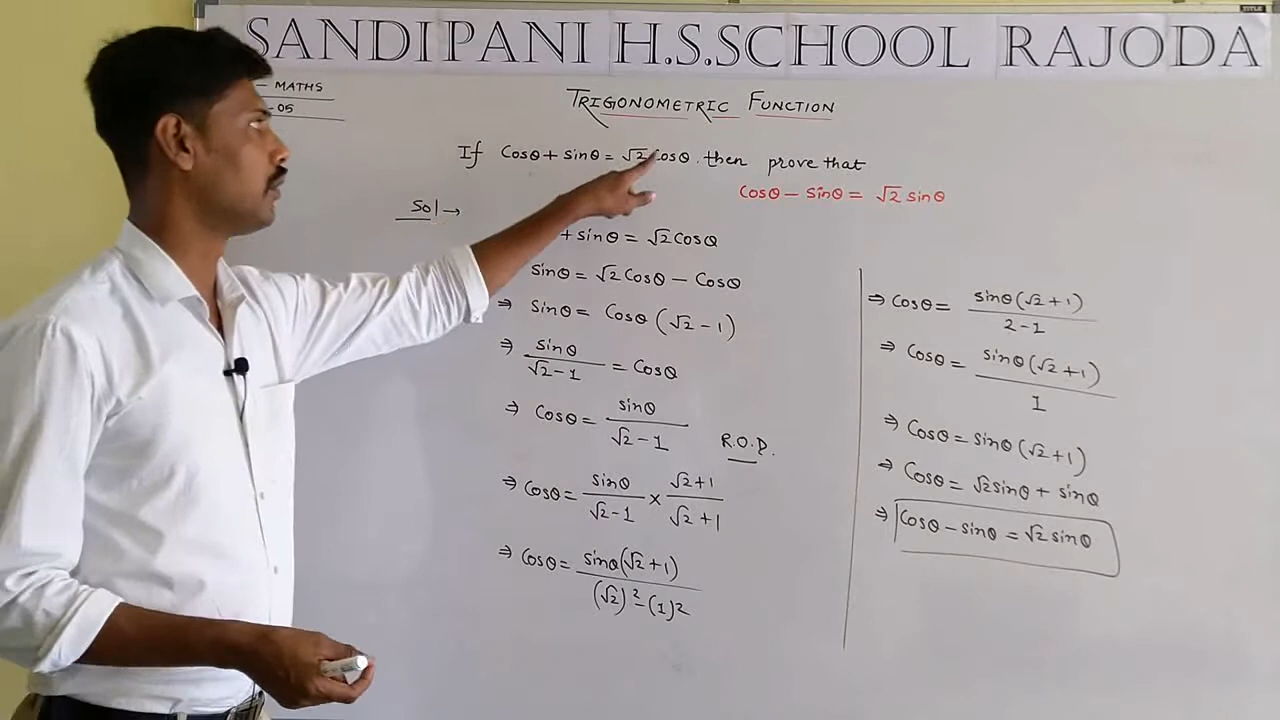 SANDIPANI H.S.SCHOOL RAJODA
TITLE
– MATHS
- 05
TRIGONOMETRIC FUNCTION
If Cosθ + sinθ = √2 Cosθ . then prove that
Cosθ – Sinθ = √2 sinθ
Sol →
+ sinθ = √2 Cosθ
sinθ = √2 Cosθ – Cosθ
⇒ Sinθ = Cosθ (√2 – 1)
⇒ sinθ / √2 – 1 = Cosθ
⇒ Cosθ = sinθ / √2 – 1 R.O.D.
⇒ Cosθ = sinθ / √2 – 1 × √2 + 1 / √2 + 1
⇒ Cosθ = sinθ(√2 + 1) / (√2)² – (1)²
⇒ Cosθ = sinθ(√2 + 1) / 2 – 1
⇒ Cosθ = sinθ(√2 + 1) / 1
⇒ Cosθ = sinθ (√2 + 1)
⇒ Cosθ = √2 sinθ + sinθ
⇒ Cosθ – sinθ = √2 sinθ